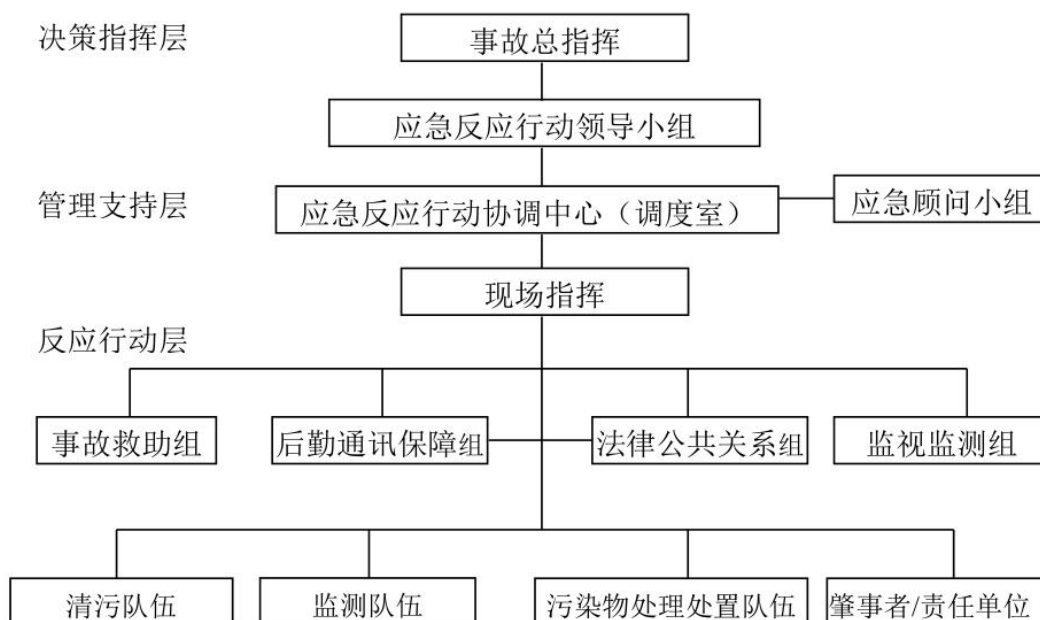 决策指挥层
事故总指挥
应急反应行动领导小组
管理支持层
应急反应行动协调中心（调度室）
应急顾问小组
现场指挥
反应行动层
事故救助组
后勤通讯保障组
法律公共关系组
监视监测组
清污队伍
监测队伍
污染物处理处置队伍
肇事者/责任单位